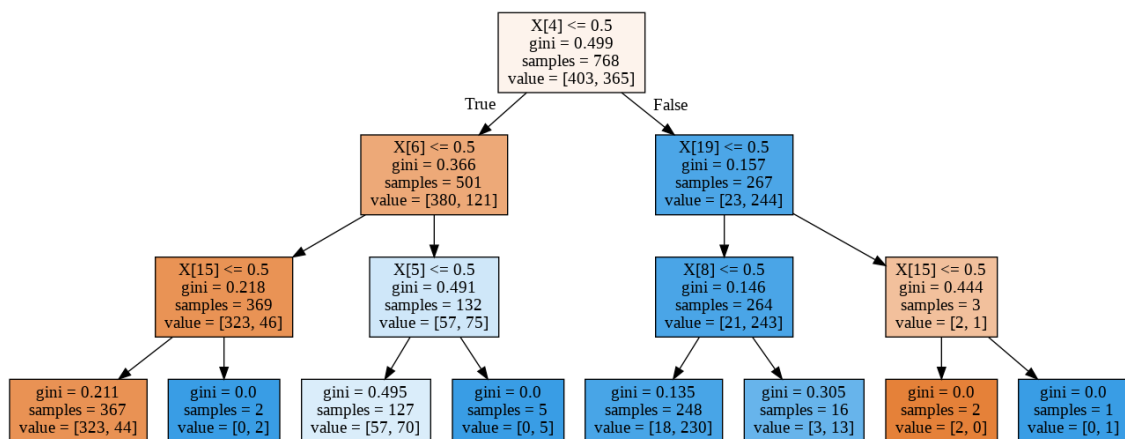 X[4] <= 0.5
gini = 0.499
samples = 768
value = [403, 365]
True
False
X[6] <= 0.5
gini = 0.366
samples = 501
value = [380, 121]
X[19] <= 0.5
gini = 0.157
samples = 267
value = [23, 244]
X[15] <= 0.5
gini = 0.218
samples = 369
value = [323, 46]
X[5] <= 0.5
gini = 0.491
samples = 132
value = [57, 75]
X[8] <= 0.5
gini = 0.146
samples = 264
value = [21, 243]
X[15] <= 0.5
gini = 0.444
samples = 3
value = [2, 1]
gini = 0.211
samples = 367
value = [323, 44]
gini = 0.0
samples = 2
value = [0, 2]
gini = 0.495
samples = 127
value = [57, 70]
gini = 0.0
samples = 5
value = [0, 5]
gini = 0.135
samples = 248
value = [18, 230]
gini = 0.305
samples = 16
value = [3, 13]
gini = 0.0
samples = 2
value = [2, 0]
gini = 0.0
samples = 1
value = [0, 1]